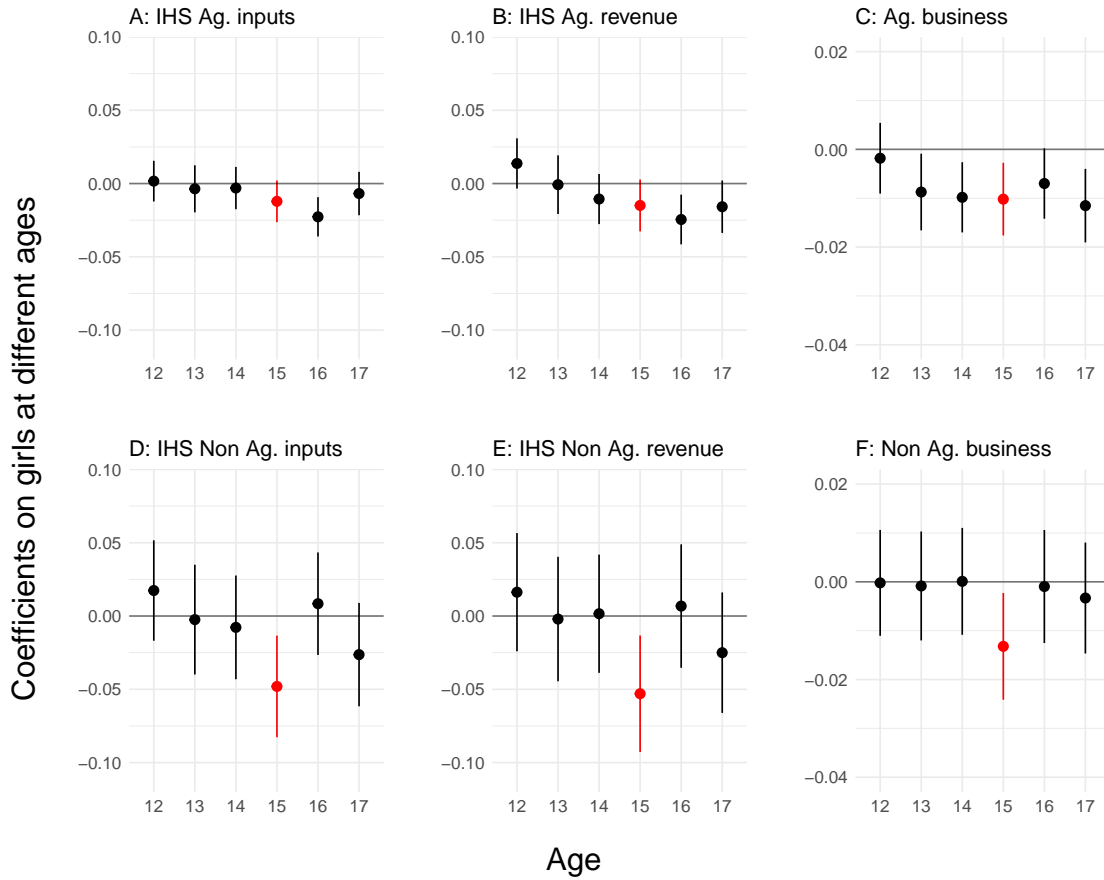 A: IHS Ag. inputs
0.10
0.05
0.00
−0.05
−0.10
12 13 14 15 16 17
B: IHS Ag. revenue
0.10
0.05
0.00
−0.05
−0.10
12 13 14 15 16 17
C: Ag. business
0.02
0.00
−0.02
−0.04
12 13 14 15 16 17
D: IHS Non Ag. inputs
0.10
0.05
0.00
−0.05
−0.10
12 13 14 15 16 17
E: IHS Non Ag. revenue
0.10
0.05
0.00
−0.05
−0.10
12 13 14 15 16 17
F: Non Ag. business
0.02
0.00
−0.02
−0.04
12 13 14 15 16 17
Coefficients on girls at different ages
Age